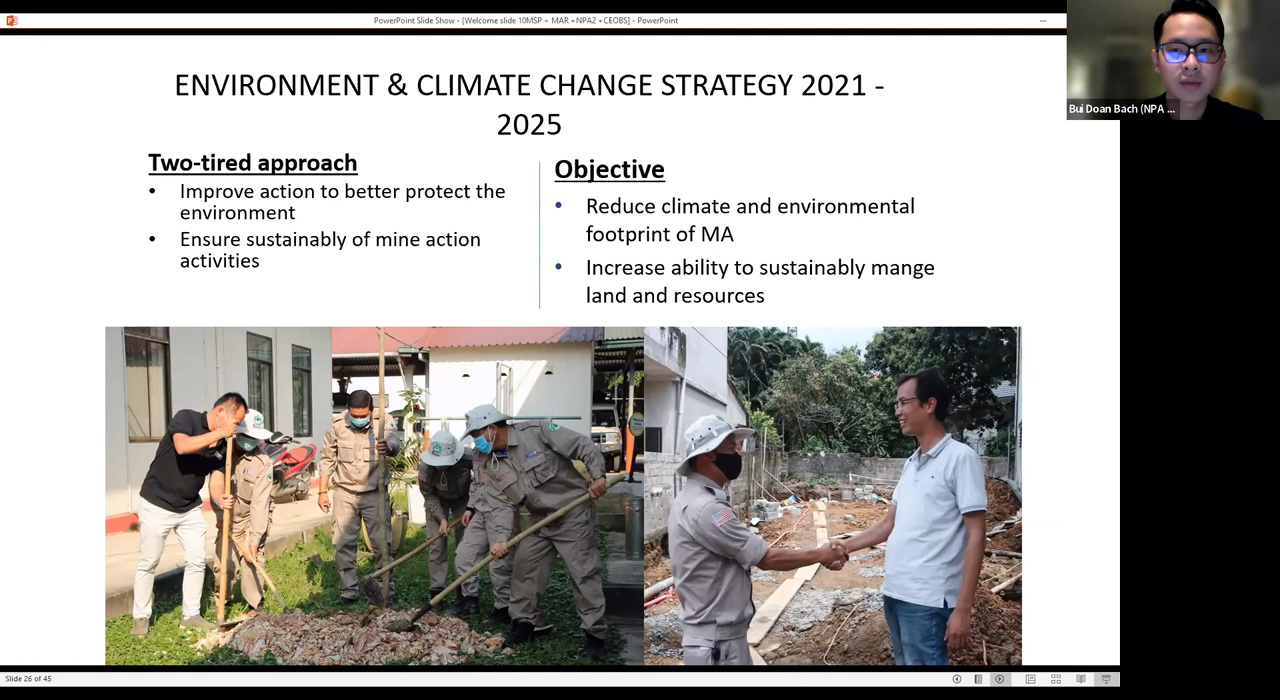 PowerPoint Slide Show - [Welcome slide 10MSP + MAR +NPA2 +CEOBS] - PowerPoint
Bui Doan Bach (NPA ...
ENVIRONMENT & CLIMATE CHANGE STRATEGY 2021 -
2025
Two-tired approach
• Improve action to better protect the
environment
• Ensure sustainably of mine action
activities
Objective
• Reduce climate and environmental
footprint of MA
• Increase ability to sustainably mange
land and resources
Slide 26 of 45